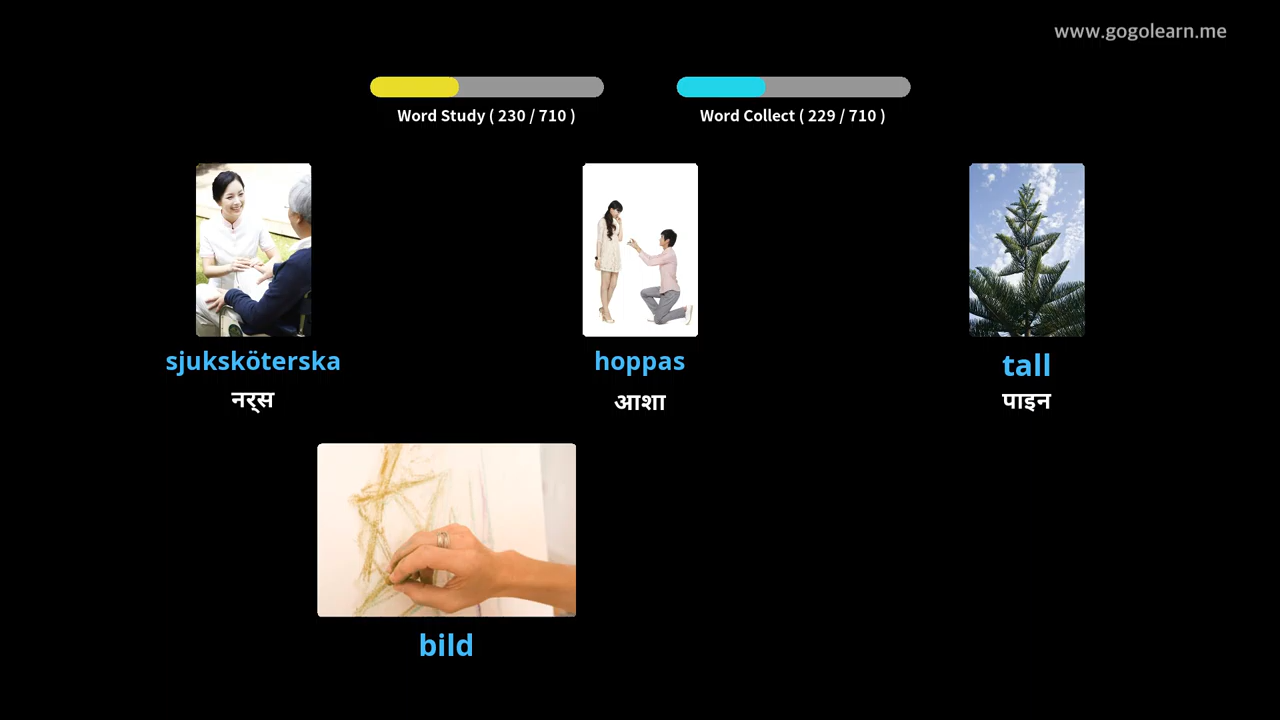 www.gogolearn.me
Word Study ( 230 / 710 )
Word Collect ( 229 / 710 )
sjuksköterska
नर्स
hoppas
आशा
tall
पाइन
bild